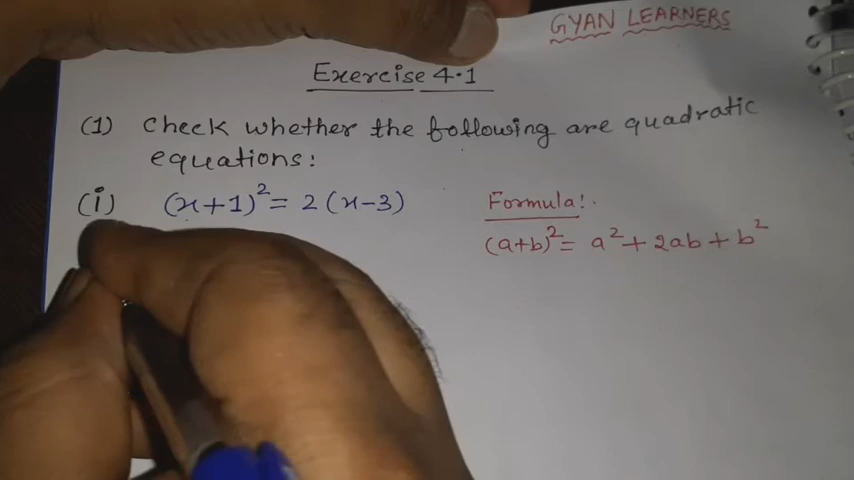 GYAN LEARNERS
Exercise 4.1
(1) Check whether the following are quadratic
equations:
(i) (x+1)²= 2(x-3)
Formula:
(a+b)²= a²+2ab+b²